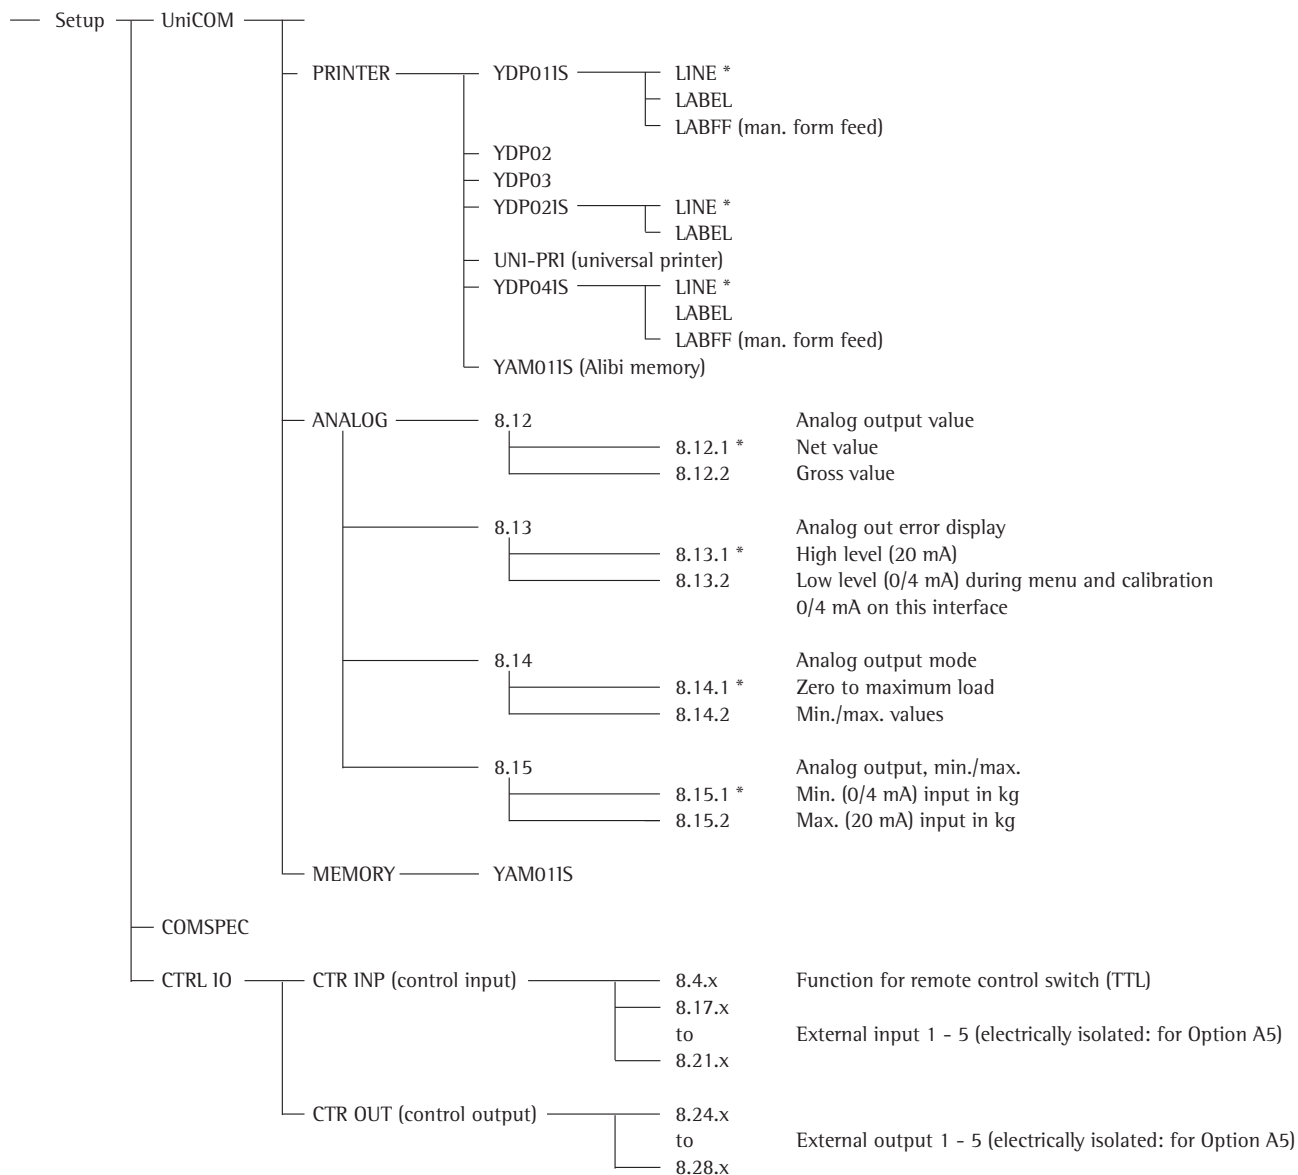 Setup UniCOM
PRINTER YDP01IS LINE *
LABEL
LABFF (man. form feed)
YDP02
YDP03
YDP02IS LINE *
LABEL
UNI-PRI (universal printer)
YDP04IS LINE *
LABEL
LABFF (man. form feed)
YAM01IS (Alibi memory)
ANALOG 8.12 Analog output value
8.12.1 * Net value
8.12.2 Gross value
8.13 Analog out error display
8.13.1 * High level (20 mA)
8.13.2 Low level (0/4 mA) during menu and calibration
0/4 mA on this interface
8.14 Analog output mode
8.14.1 * Zero to maximum load
8.14.2 Min./max. values
8.15 Analog output, min./max.
8.15.1 * Min. (0/4 mA) input in kg
8.15.2 Max. (20 mA) input in kg
MEMORY YAM01IS
COMSPEC
CTRL IO CTR INP (control input) 8.4.x Function for remote control switch (TTL)
8.17.x
to External input 1 - 5 (electrically isolated: for Option A5)
8.21.x
CTR OUT (control output) 8.24.x
to External output 1 - 5 (electrically isolated: for Option A5)
8.28.x